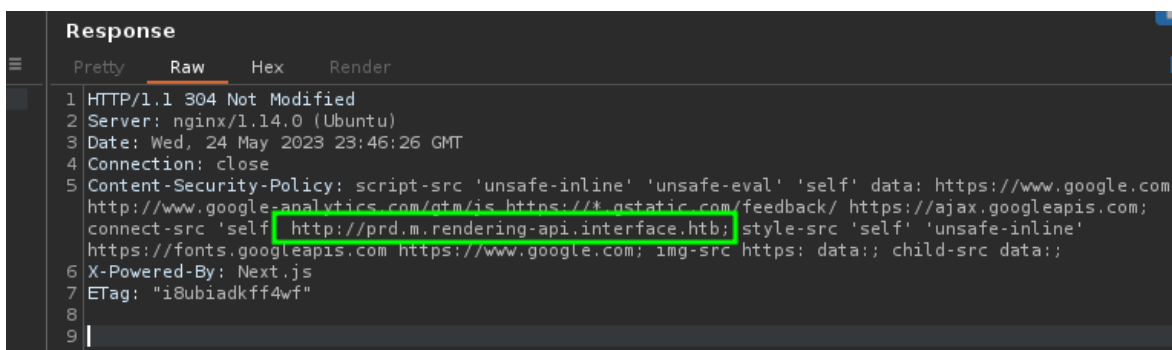 Response
Pretty Raw Hex Render
1 HTTP/1.1 304 Not Modified
2 Server: nginx/1.14.0 (Ubuntu)
3 Date: Wed, 24 May 2023 23:46:26 GMT
4 Connection: close
5 Content-Security-Policy: script-src 'unsafe-inline' 'unsafe-eval' 'self' data: https://www.google.com
http://www.google-analytics.com/gtm/js https://*.gstatic.com/feedback/ https://ajax.googleapis.com;
connect-src 'self' http://prd.m.rendering-api.interface.htb; style-src 'self' 'unsafe-inline'
https://fonts.googleapis.com https://www.google.com; img-src https: data:; child-src data:;
6 X-Powered-By: Next.js
7 ETag: "i8ubiadkff4wf"
8
9